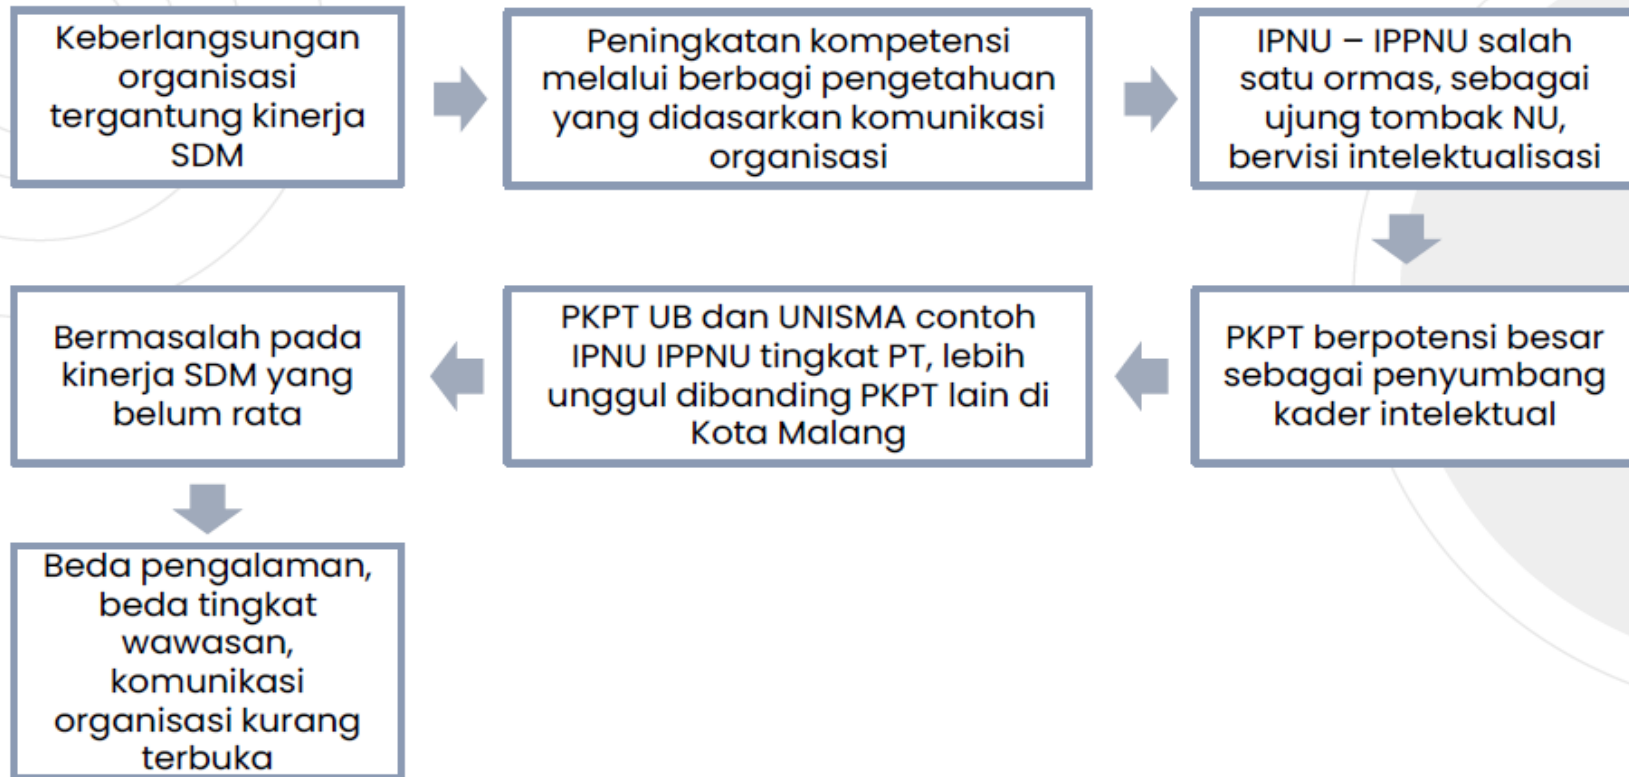 Keberlangsungan
organisasi
tergantung kinerja
SDM
Peningkatan kompetensi
melalui berbagi pengetahuan
yang didasarkan komunikasi
organisasi
IPNU – IPPNU salah
satu ormas, sebagai
ujung tombak NU,
bervisi intelektualisasi
PKPT berpotensi besar
sebagai penyumbang
kader intelektual
PKPT UB dan UNISMA contoh
IPNU IPPNU tingkat PT, lebih
unggul dibanding PKPT lain di
Kota Malang
Bermasalah pada
kinerja SDM yang
belum rata
Beda pengalaman,
beda tingkat
wawasan,
komunikasi
organisasi kurang
terbuka